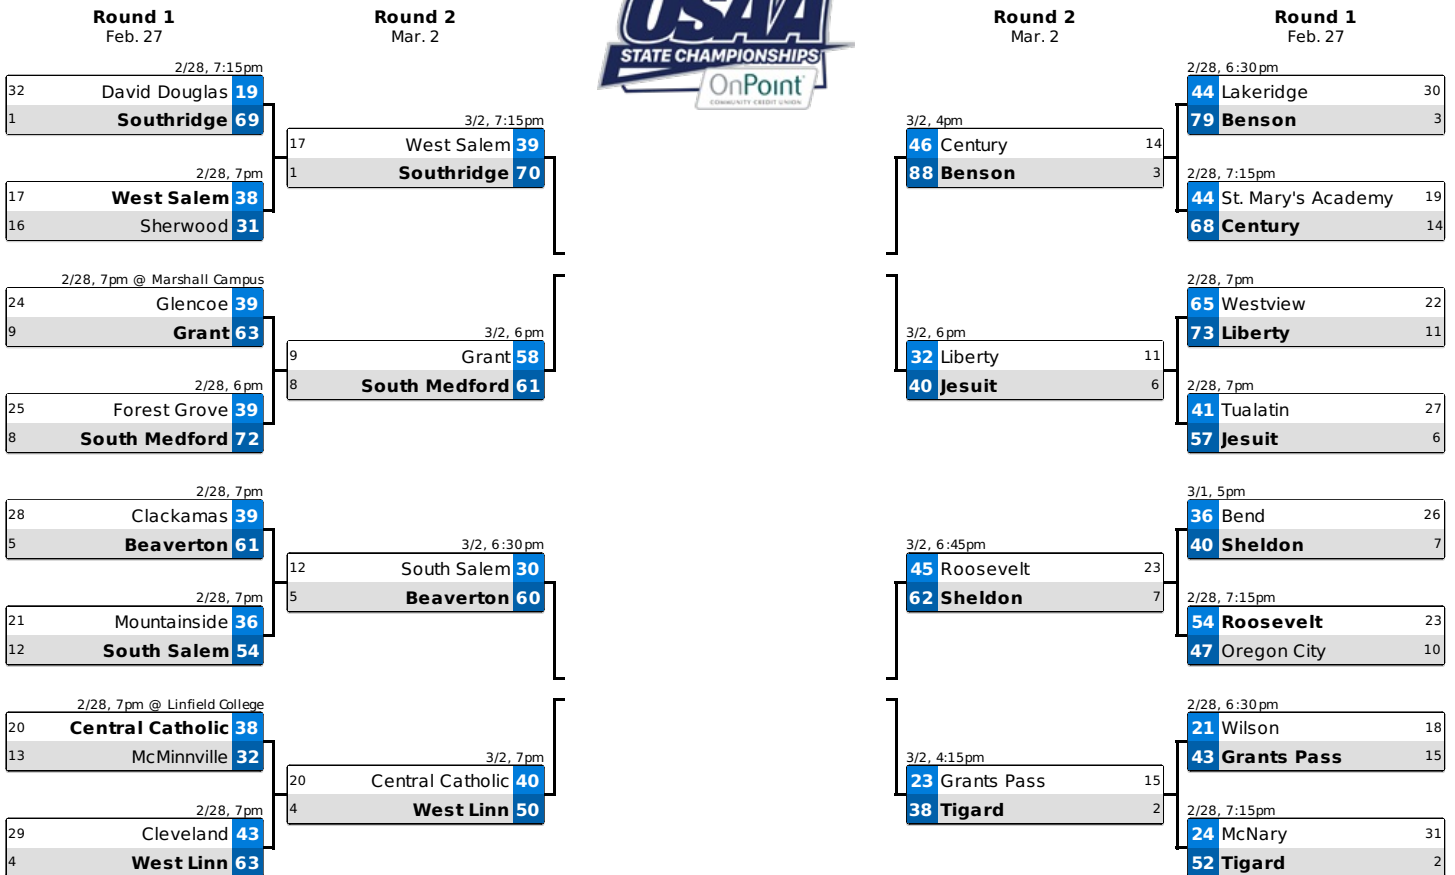 Round 1
Feb. 27
Round 2
Mar. 2
STATE CHAMPIONSHIPS
OnPoint
COMMUNITY CREDIT UNION
Round 2
Mar. 2
Round 1
Feb. 27
2/28, 7:15pm
32 David Douglas 19
1 Southridge 69
2/28, 7pm
17 West Salem 38
16 Sherwood 31
2/28, 7pm @ Marshall Campus
24 Glencoe 39
9 Grant 63
2/28, 6pm
25 Forest Grove 39
8 South Medford 72
2/28, 7pm
28 Clackamas 39
5 Beaverton 61
2/28, 7pm
21 Mountainside 36
12 South Salem 54
2/28, 7pm @ Linfield College
20 Central Catholic 38
13 McMinnville 32
2/28, 7pm
29 Cleveland 43
4 West Linn 63
3/2, 7:15pm
17 West Salem 39
1 Southridge 70
3/2, 6pm
9 Grant 58
8 South Medford 61
3/2, 6:30pm
12 South Salem 30
5 Beaverton 60
3/2, 7pm
20 Central Catholic 40
4 West Linn 50
3/2, 4pm
46 Century 14
88 Benson 3
3/2, 6pm
32 Liberty 11
40 Jesuit 6
3/2, 6:45pm
45 Roosevelt 23
62 Sheldon 7
3/2, 4:15pm
23 Grants Pass 15
38 Tigard 2
2/28, 6:30pm
44 Lakeridge 30
79 Benson 3
2/28, 7:15pm
44 St. Mary's Academy 19
68 Century 14
2/28, 7pm
65 Westview 22
73 Liberty 11
2/28, 7pm
41 Tualatin 27
57 Jesuit 6
3/1, 5pm
36 Bend 26
40 Sheldon 7
2/28, 7:15pm
54 Roosevelt 23
47 Oregon City 10
2/28, 6:30pm
21 Wilson 18
43 Grants Pass 15
2/28, 7:15pm
24 McNary 31
52 Tigard 2